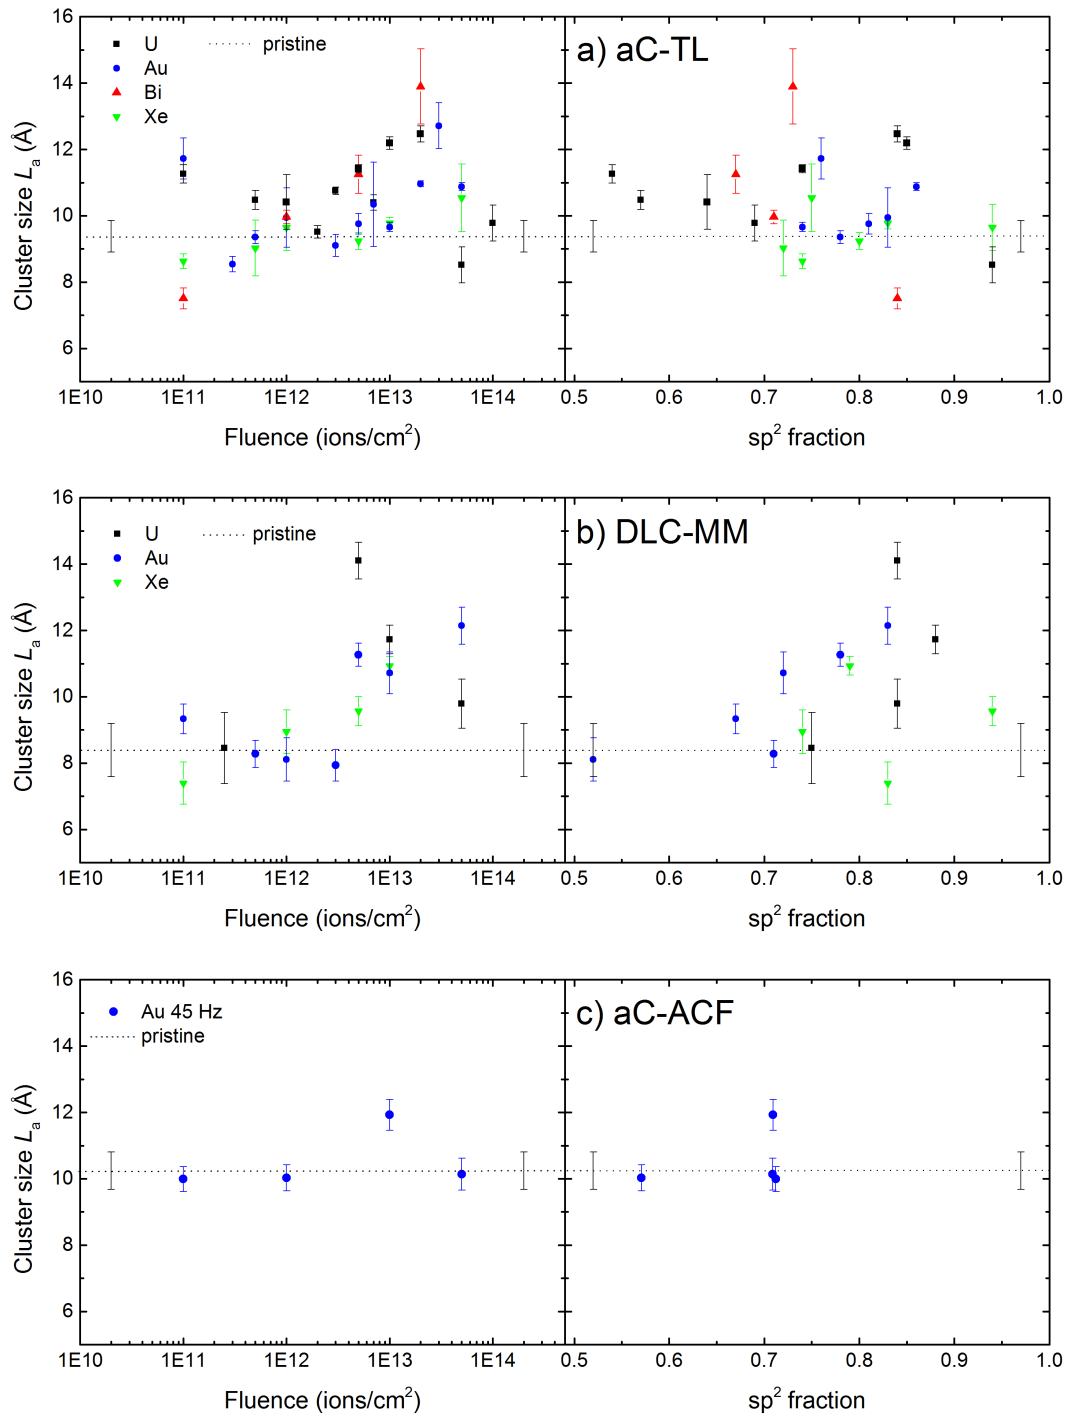 16
14
12
10
8
6
Cluster size Lₐ (Å)
U
Au
Bi
Xe
pristine
a) aC-TL
1E10 1E11 1E12 1E13 1E14
0.5 0.6 0.7 0.8 0.9 1.0
Fluence (ions/cm²)
sp² fraction
16
14
12
10
8
6
Cluster size Lₐ (Å)
U
Au
Xe
pristine
b) DLC-MM
1E10 1E11 1E12 1E13 1E14
0.5 0.6 0.7 0.8 0.9 1.0
Fluence (ions/cm²)
sp² fraction
16
14
12
10
8
6
Cluster size Lₐ (Å)
Au 45 Hz
pristine
c) aC-ACF
1E10 1E11 1E12 1E13 1E14
0.5 0.6 0.7 0.8 0.9 1.0
Fluence (ions/cm²)
sp² fraction